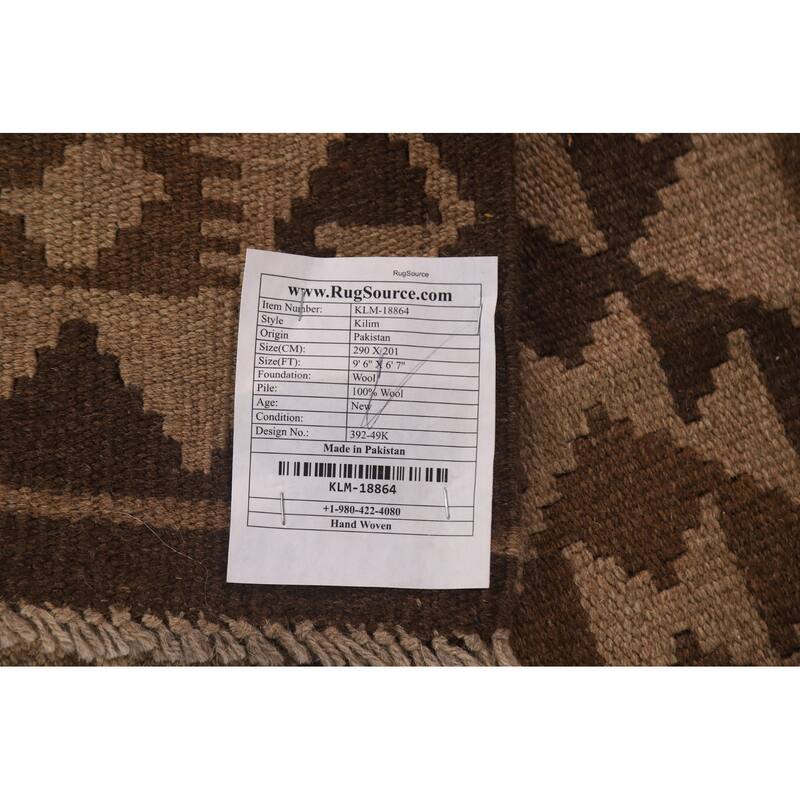 RugSource
www.RugSource.com
Item Number: KLM-18864
Style Kilim
Origin Pakistan
Size(CM): 290 X 201
Size(FT): 9' 6" X 6' 7"
Foundation: Wool
Pile: 100% Wool
Age: New
Condition:
Design No.: 392-49K
Made in Pakistan
KLM-18864
+1-980-422-4080
Hand Woven